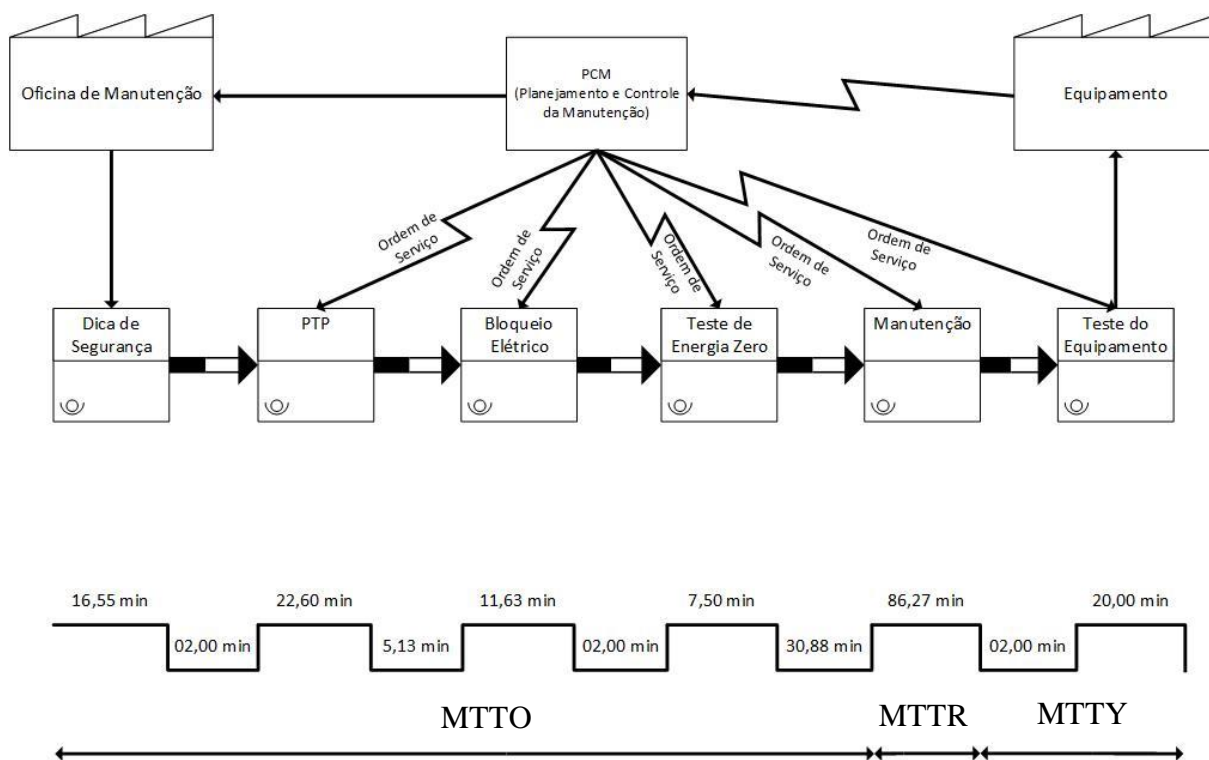 Oficina de Manutenção
PCM
(Planejamento e Controle
da Manutenção)
Equipamento
Ordem de
Serviço
Ordem de
Serviço
Ordem de
Serviço
Ordem de
Serviço
Ordem de
Serviço
Dica de
Segurança
PTP
Bloqueio
Elétrico
Teste de
Energia Zero
Manutenção
Teste do
Equipamento
16,55 min
22,60 min
11,63 min
7,50 min
86,27 min
20,00 min
02,00 min
5,13 min
02,00 min
30,88 min
02,00 min
MTTO
MTTR
MTTY